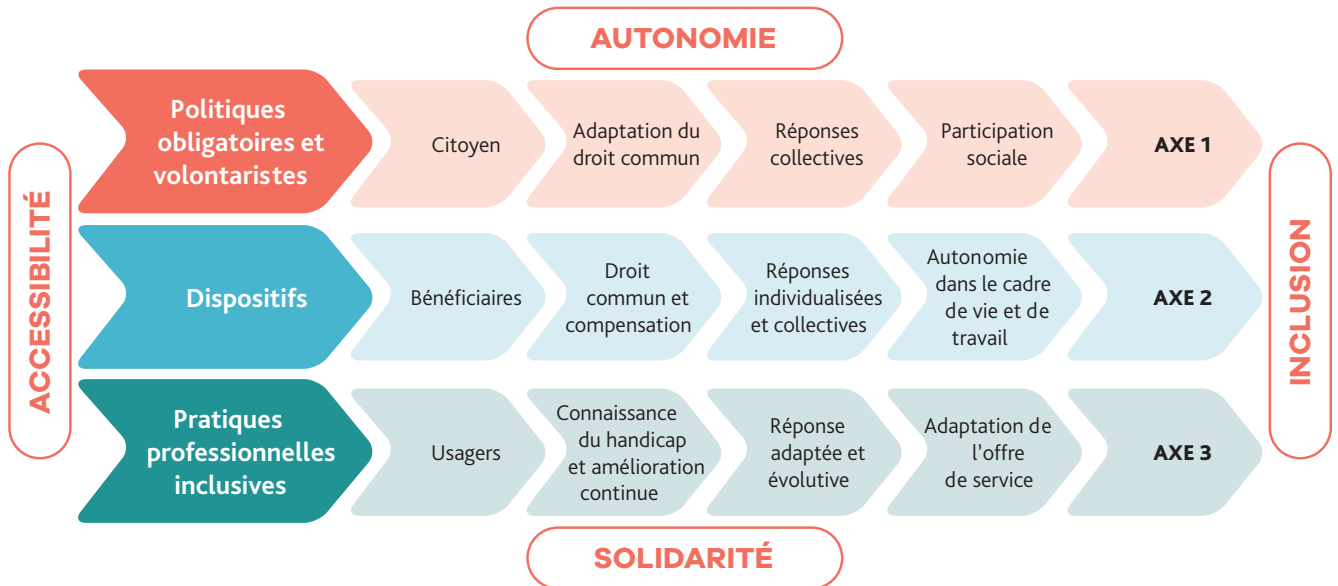 AUTONOMIE
ACCESSIBILITÉ
Politiques
obligatoires et
volontaristes
Citoyen
Adaptation du
droit commun
Réponses
collectives
Participation
sociale
AXE 1
Dispositifs
Bénéficiaires
Droit
commun et
compensation
Réponses
individualisées
et collectives
Autonomie
dans le cadre
de vie et de
travail
AXE 2
Pratiques
professionnelles
inclusives
Usagers
Connaissance
du handicap
et amélioration
continue
Réponse
adaptée et
évolutive
Adaptation de
l'offre
de service
AXE 3
INCLUSION
SOLIDARITÉ